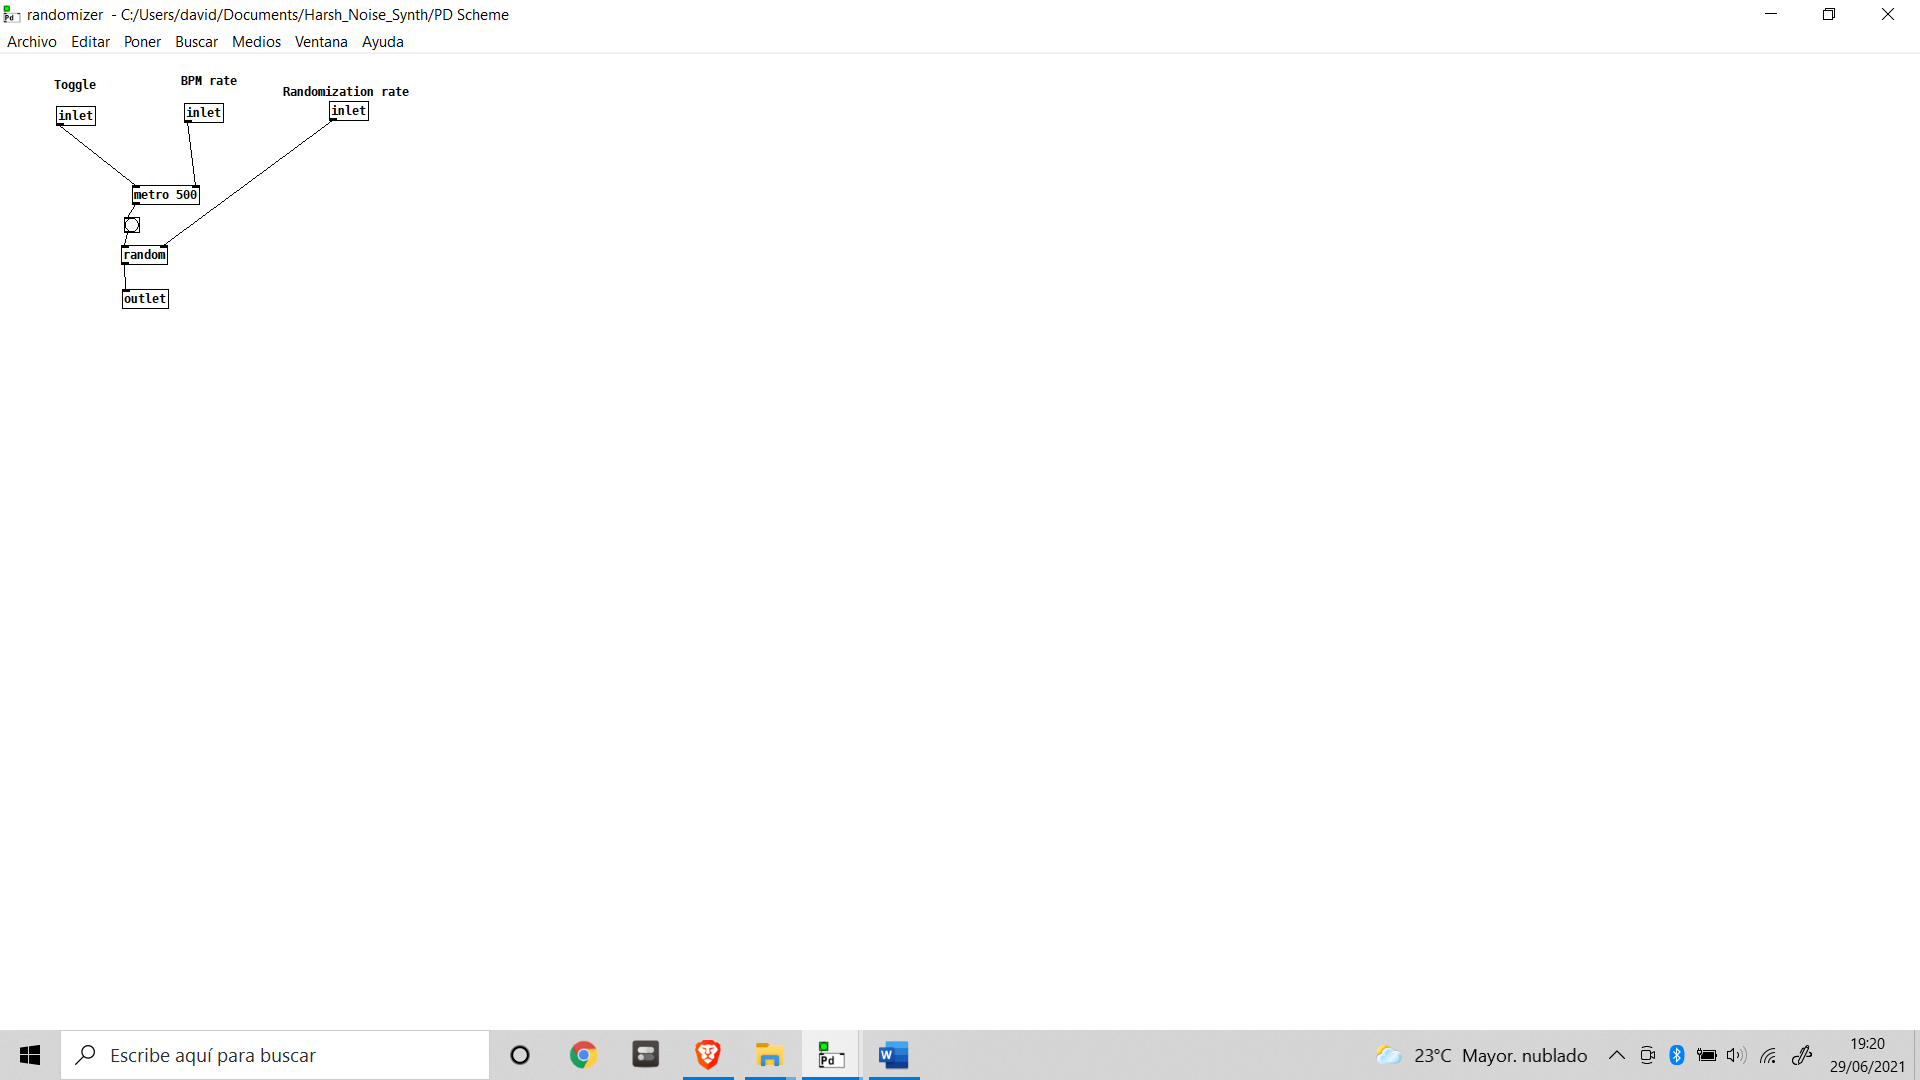 randomizer - C:/Users/david/Documents/Harsh_Noise_Synth/PD Scheme
Archivo Editar Poner Buscar Medios Ventana Ayuda
Toggle
BPM rate
Randomization rate
inlet
inlet
inlet
metro 500
random
outlet
Escribe aquí para buscar
Pd
W
23°C Mayor. nublado
19:20
29/06/2021